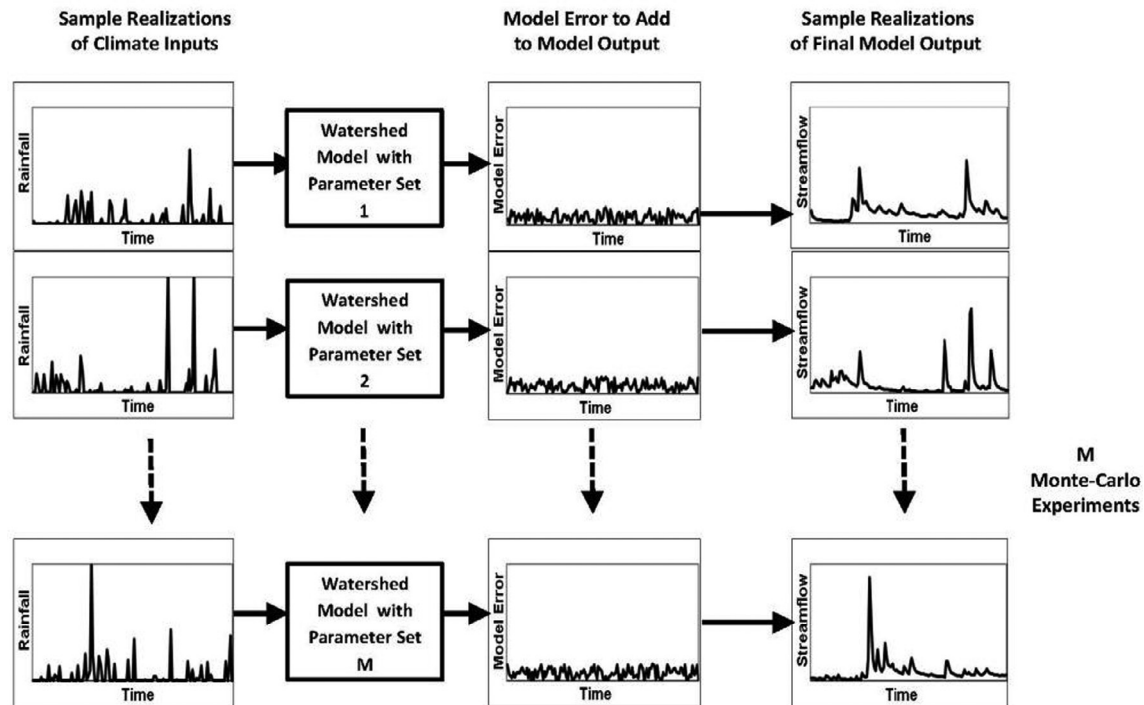 Sample Realizations
of Climate Inputs
Model Error to Add
to Model Output
Sample Realizations
of Final Model Output
Rainfall
Time
Watershed
Model with
Parameter Set
1
Model Error
Time
Streamflow
Time
Rainfall
Time
Watershed
Model with
Parameter Set
2
Model Error
Time
Streamflow
Time
M
Monte-Carlo
Experiments
Rainfall
Time
Watershed
Model with
Parameter Set
M
Model Error
Time
Streamflow
Time